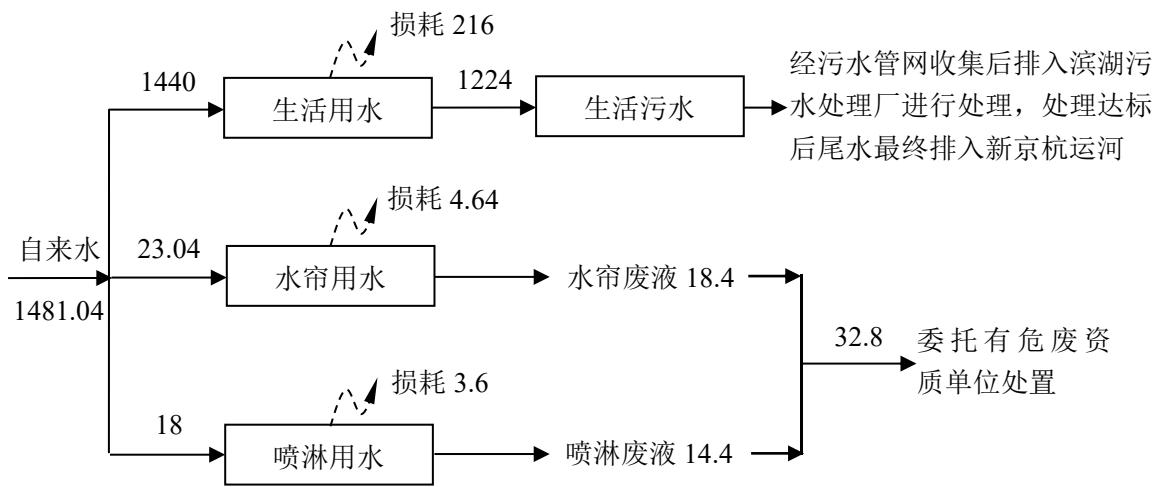 损耗 216
1440
生活用水
1224
生活污水
经污水管网收集后排入滨湖污
水处理厂进行处理，处理达标
后尾水最终排入新京杭运河
损耗 4.64
自来水
1481.04
23.04
水帘用水
水帘废液 18.4
32.8
委托有危废资
质单位处置
损耗 3.6
18
喷淋用水
喷淋废液 14.4